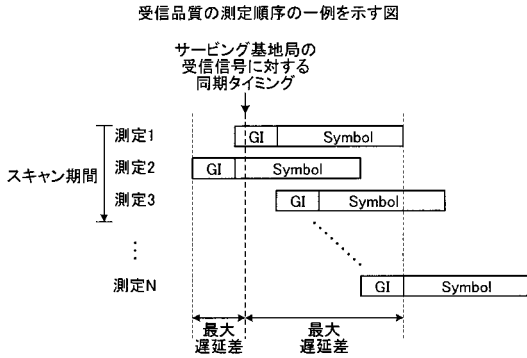 受信品質の測定順序の一例を示す図
サービング基地局の
受信信号に対する
同期タイミング
測定1
GI
Symbol
測定2
GI
Symbol
スキャン期間
測定3
GI
Symbol
測定N
GI
Symbol
最大
遅延差
最大
遅延差